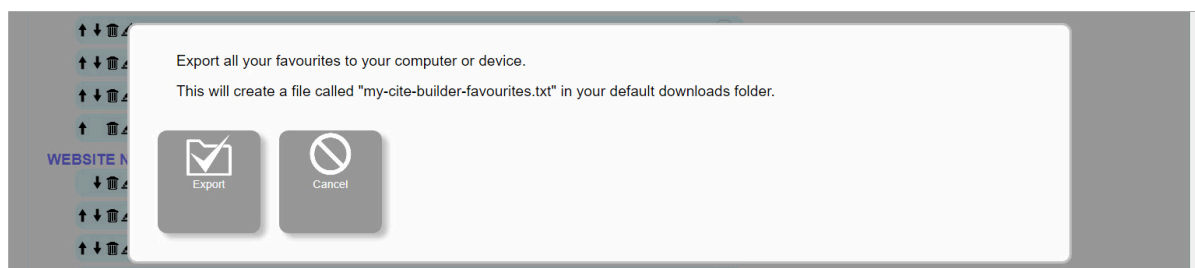 Export all your favourites to your computer or device.
This will create a file called "my-cite-builder-favourites.txt" in your default downloads folder.
WEBSITE
Export
Cancel